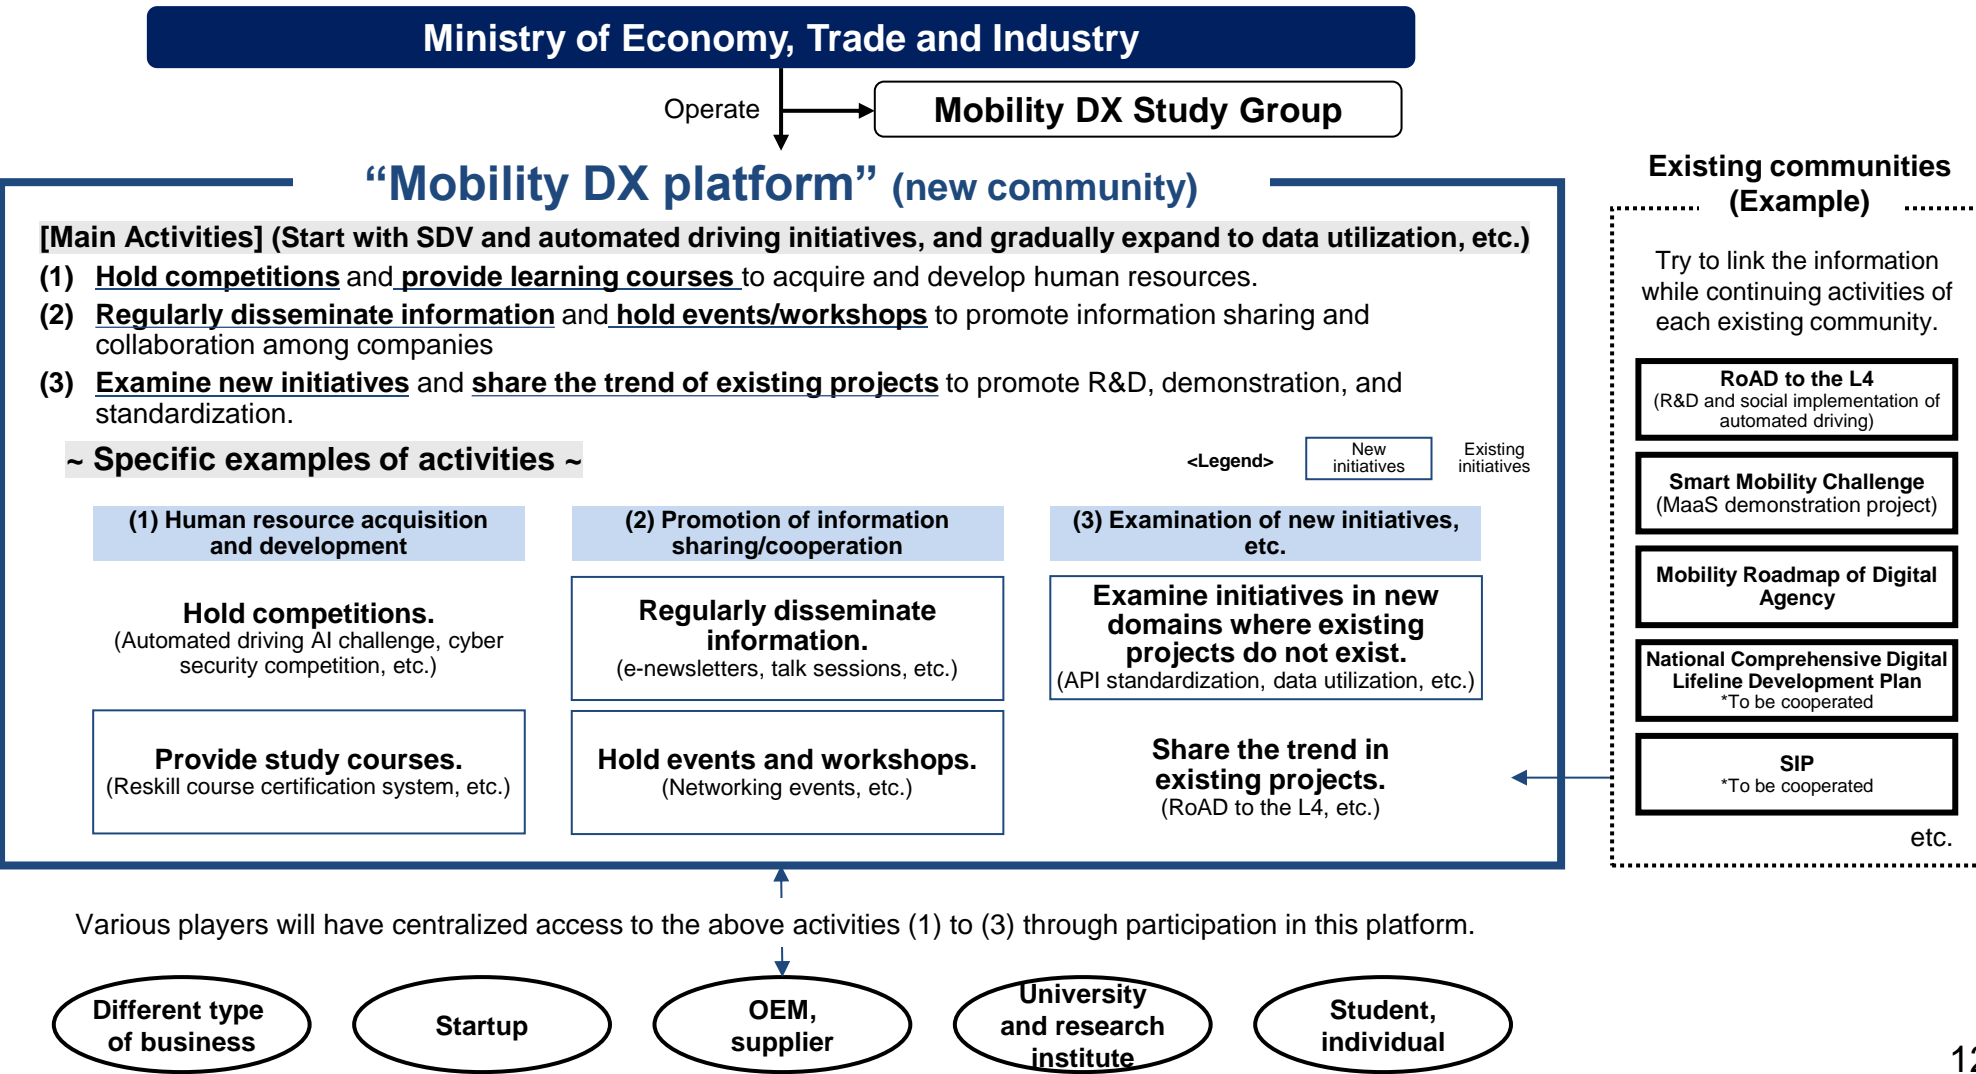 Ministry of Economy, Trade and Industry
Operate
Mobility DX Study Group
“Mobility DX platform” (new community)
[Main Activities] (Start with SDV and automated driving initiatives, and gradually expand to data utilization, etc.)
(1) Hold competitions and provide learning courses to acquire and develop human resources.
(2) Regularly disseminate information and hold events/workshops to promote information sharing and
collaboration among companies
(3) Examine new initiatives and share the trend of existing projects to promote R&D, demonstration, and
standardization.
~ Specific examples of activities ~
<Legend>
New
initiatives
Existing
initiatives
(1) Human resource acquisition
and development
Hold competitions.
(Automated driving AI challenge, cyber
security competition, etc.)
Provide study courses.
(Reskill course certification system, etc.)
(2) Promotion of information
sharing/cooperation
Regularly disseminate
information.
(e-newsletters, talk sessions, etc.)
Hold events and workshops.
(Networking events, etc.)
(3) Examination of new initiatives,
etc.
Examine initiatives in new
domains where existing
projects do not exist.
(API standardization, data utilization, etc.)
Share the trend in
existing projects.
(RoAD to the L4, etc.)
Existing communities
(Example)
Try to link the information
while continuing activities of
each existing community.
RoAD to the L4
(R&D and social implementation of
automated driving)
Smart Mobility Challenge
(MaaS demonstration project)
Mobility Roadmap of Digital
Agency
National Comprehensive Digital
Lifeline Development Plan
*To be cooperated
SIP
*To be cooperated
etc.
Various players will have centralized access to the above activities (1) to (3) through participation in this platform.
Different type
of business
Startup
OEM,
supplier
University
and research
institute
Student,
individual
12